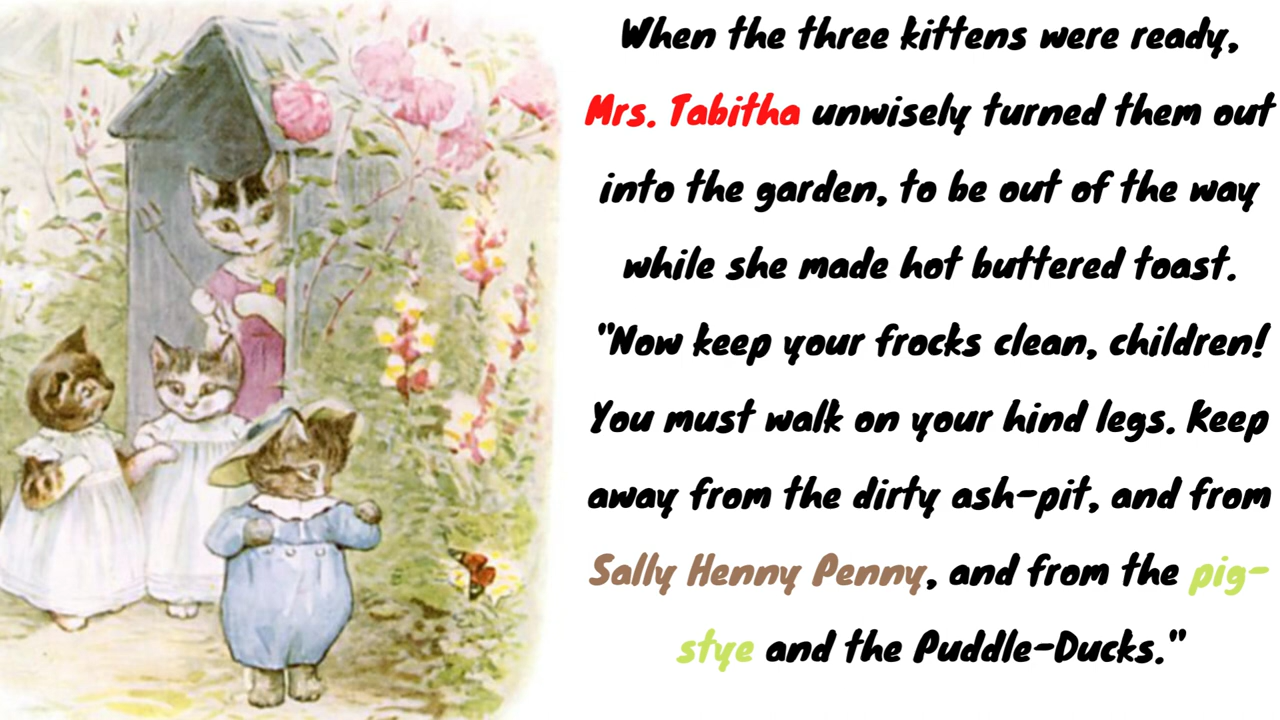 When the three kittens were ready,
Mrs. Tabitha unwisely turned them out
into the garden, to be out of the way
while she made hot buttered toast.
"Now keep your frocks clean, children!
You must walk on your hind legs. Keep
away from the dirty ash-pit, and from
Sally Henny Penny, and from the pig-
stye and the Puddle-Ducks."